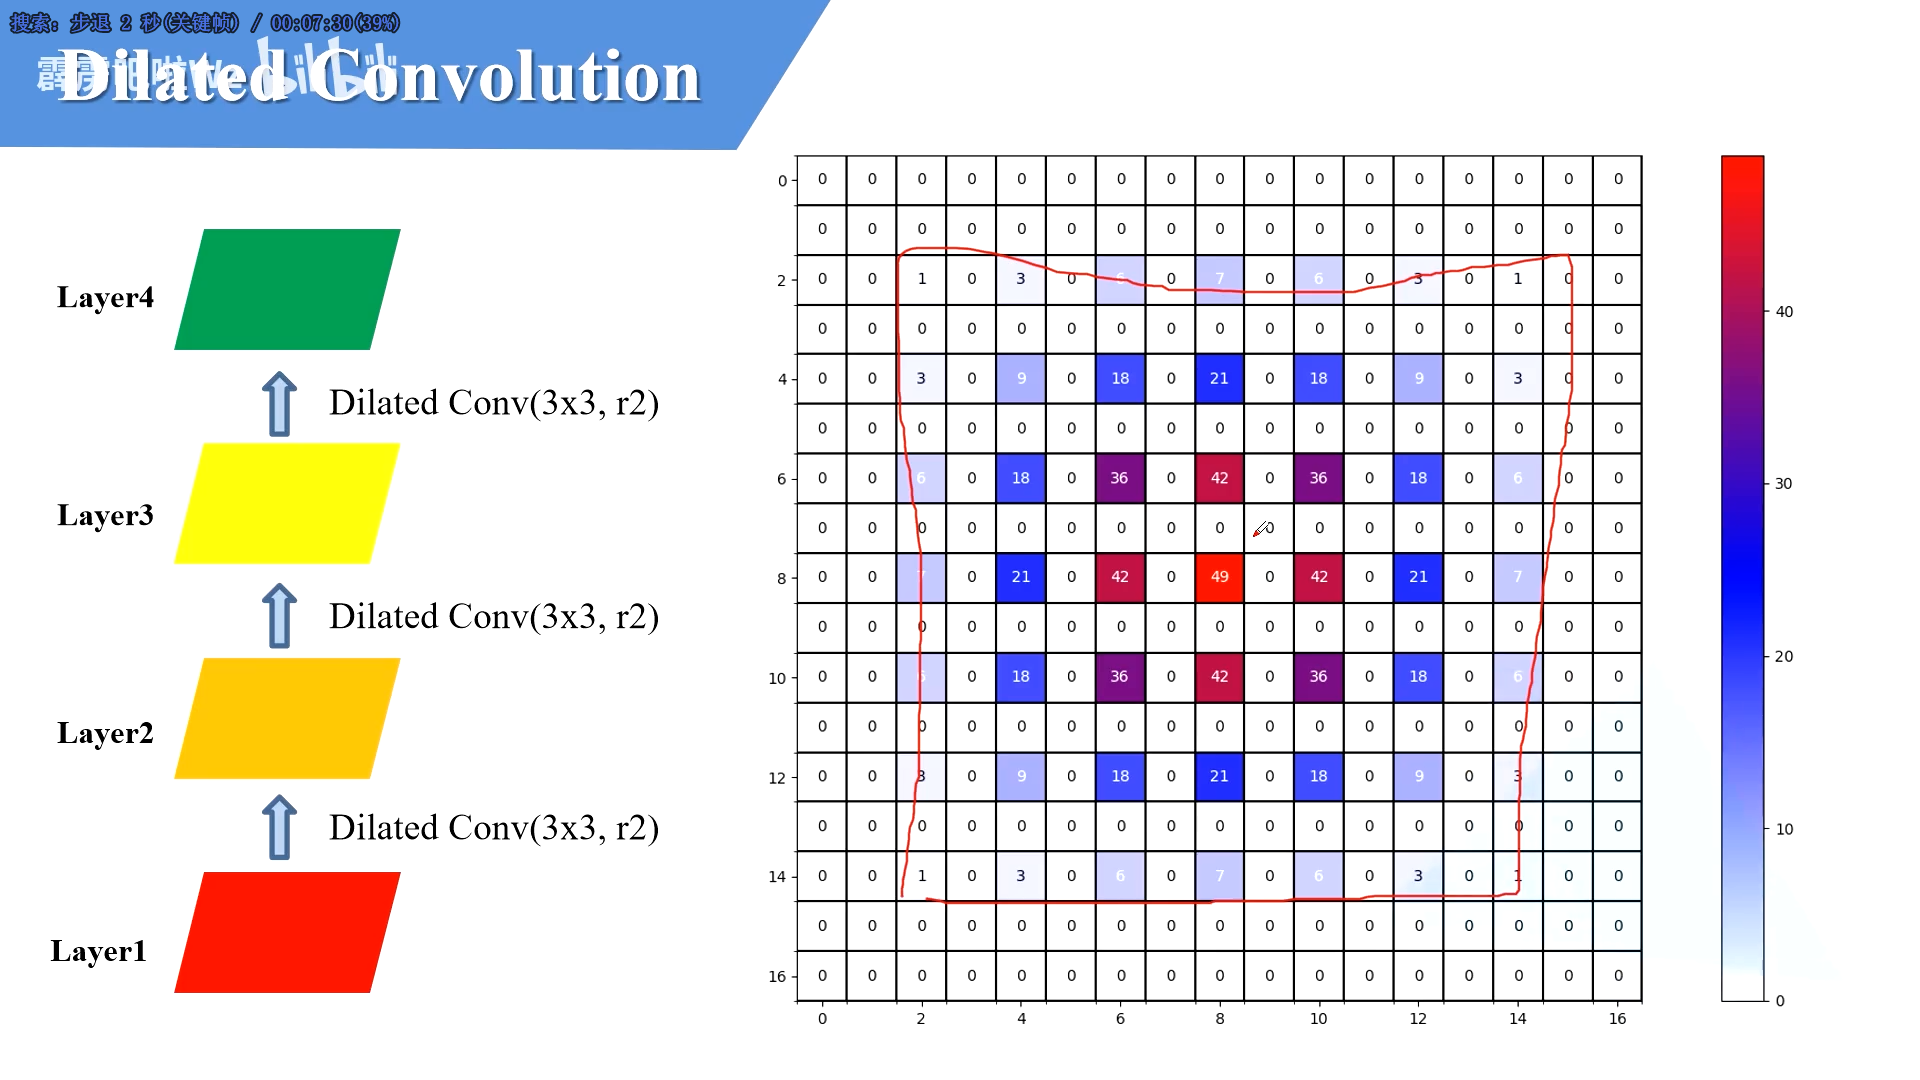 搜索: 步退 2 秒(关键帧) / 00:07:30(39%)
Dilated Convolution
Layer4
Dilated Conv(3x3, r2)
Layer3
Dilated Conv(3x3, r2)
Layer2
Dilated Conv(3x3, r2)
Layer1
0 0 0 0 0 0 0 0 0 0 0 0 0 0 0 0 0 0
0 0 0 0 0 0 0 0 0 0 0 0 0 0 0 0 0
2 0 0 1 0 3 0 6 0 7 0 6 0 3 0 1 0 0
0 0 0 0 0 0 0 0 0 0 0 0 0 0 0 0 0
4 0 0 3 0 9 0 18 0 21 0 18 0 9 0 3 0 0
0 0 0 0 0 0 0 0 0 0 0 0 0 0 0 0 0
6 0 0 6 0 18 0 36 0 42 0 36 0 18 0 6 0 0
0 0 0 0 0 0 0 0 0 0 0 0 0 0 0 0 0
8 0 0 7 0 21 0 42 0 49 0 42 0 21 0 7 0 0
0 0 0 0 0 0 0 0 0 0 0 0 0 0 0 0 0
10 0 0 6 0 18 0 36 0 42 0 36 0 18 0 6 0 0
0 0 0 0 0 0 0 0 0 0 0 0 0 0 0 0 0
12 0 0 3 0 9 0 18 0 21 0 18 0 9 0 3 0 0
0 0 0 0 0 0 0 0 0 0 0 0 0 0 0 0 0
14 0 0 1 0 3 0 6 0 7 0 6 0 3 0 1 0 0
0 0 0 0 0 0 0 0 0 0 0 0 0 0 0 0 0
16 0 0 0 0 0 0 0 0 0 0 0 0 0 0 0 0 0
0 2 4 6 8 10 12 14 16
40
30
20
10
0